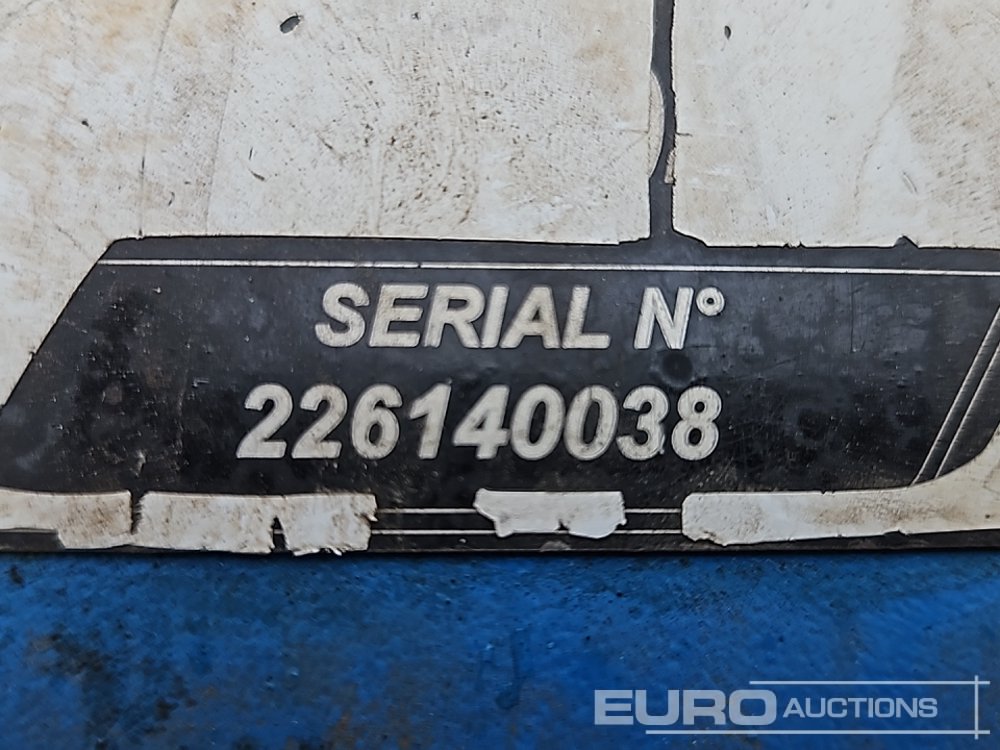 SERIAL N°
226140038
EURO AUCTIONS